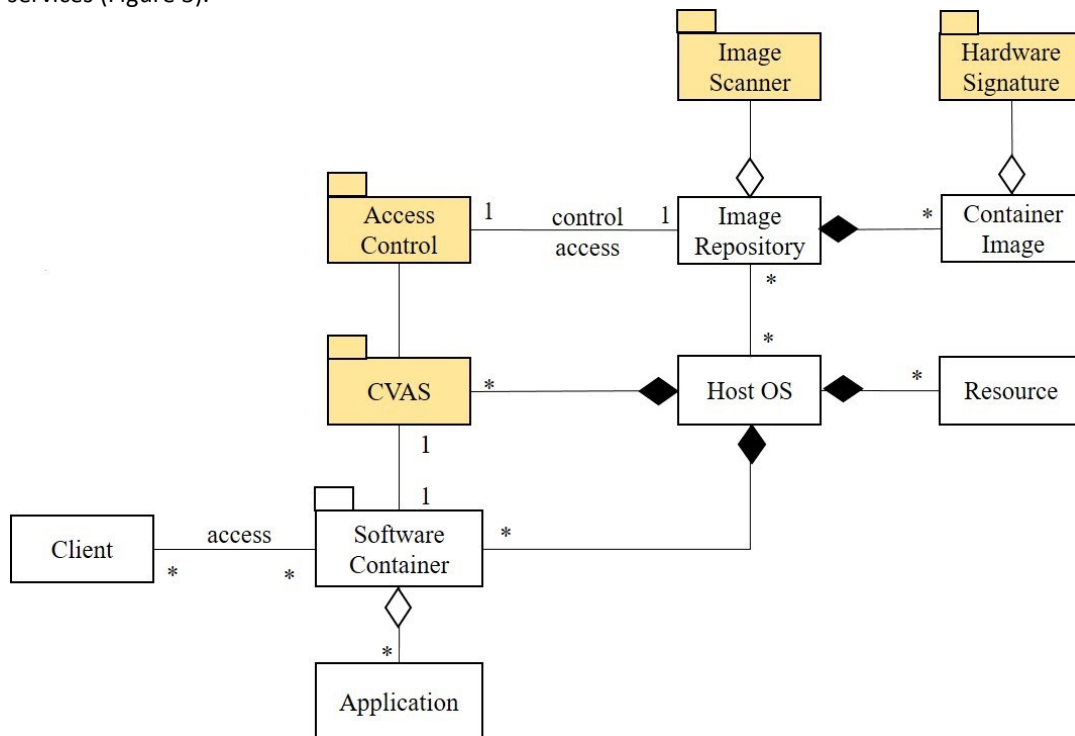 services (Figure 3).
Image
Scanner
Hardware
Signature
Access
Control
1
control
access
1
Image
Repository
*
Container
Image
*
*
CVAS
*
Host OS
*
Resource
1
1
Client
access
*
*
Software
Container
*
*
Application